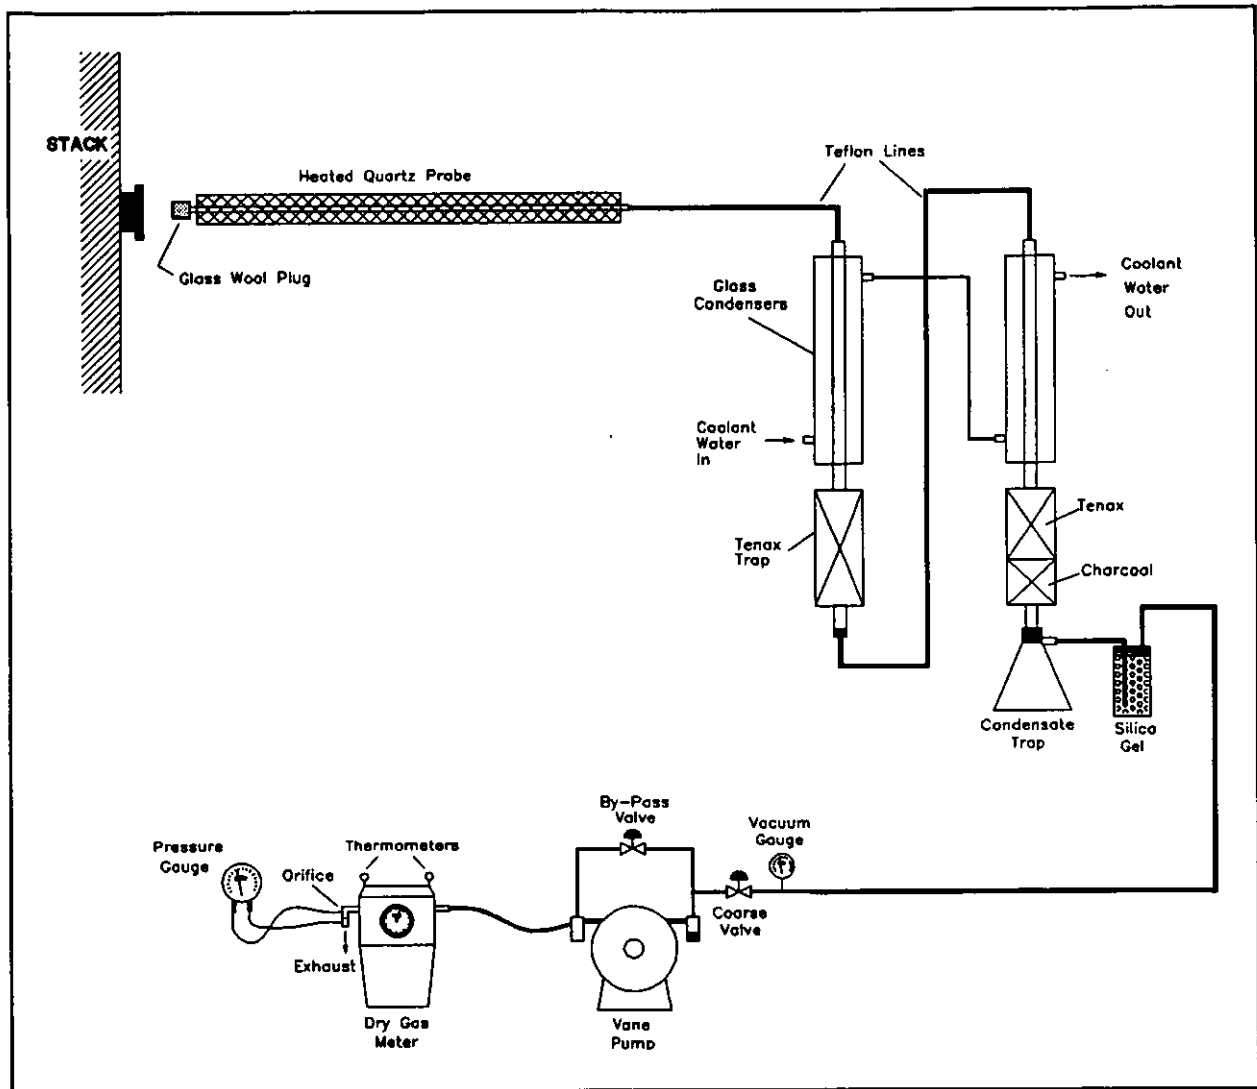 STACK
Heated Quartz Probe
Glass Wool Plug
Teflon Lines
Glass
Condensers
Coolant
Water
Out
Coolant
Water
In
Tenax
Trap
Tenax
Charcoal
Condensate
Trap
Silica
Gel
By-Pass
Valve
Vacuum
Gauge
Pressure
Gauge
Thermometers
Orifice
Coarse
Valve
Exhaust
Dry Gas
Meter
Vane
Pump